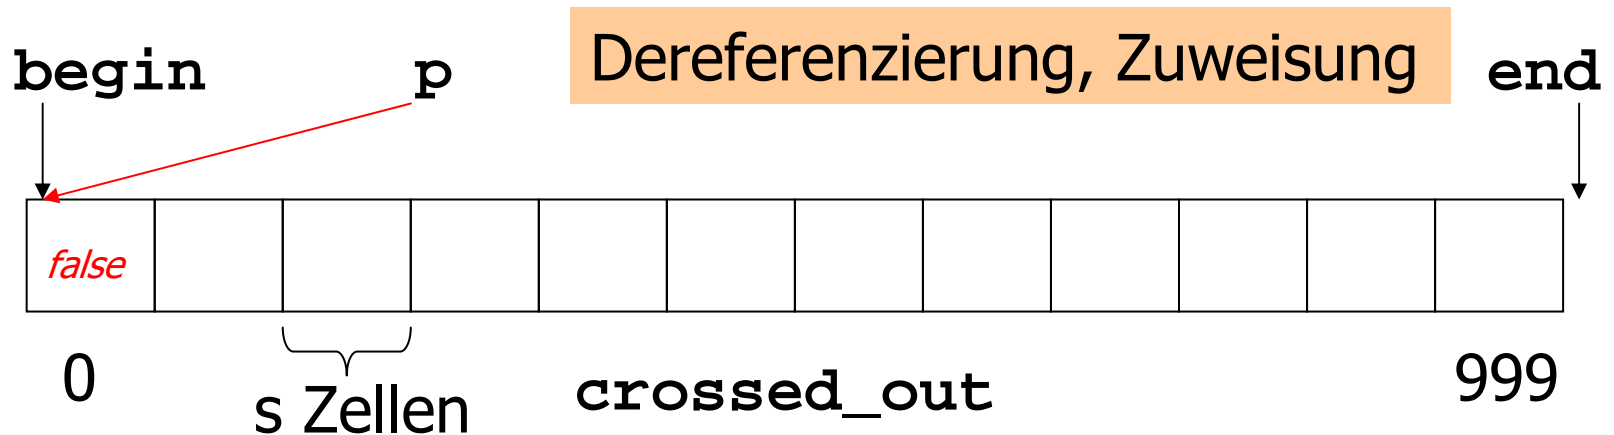 begin p Dereferenzierung, Zuweisung end
false
0 s Zellen crossed_out 999